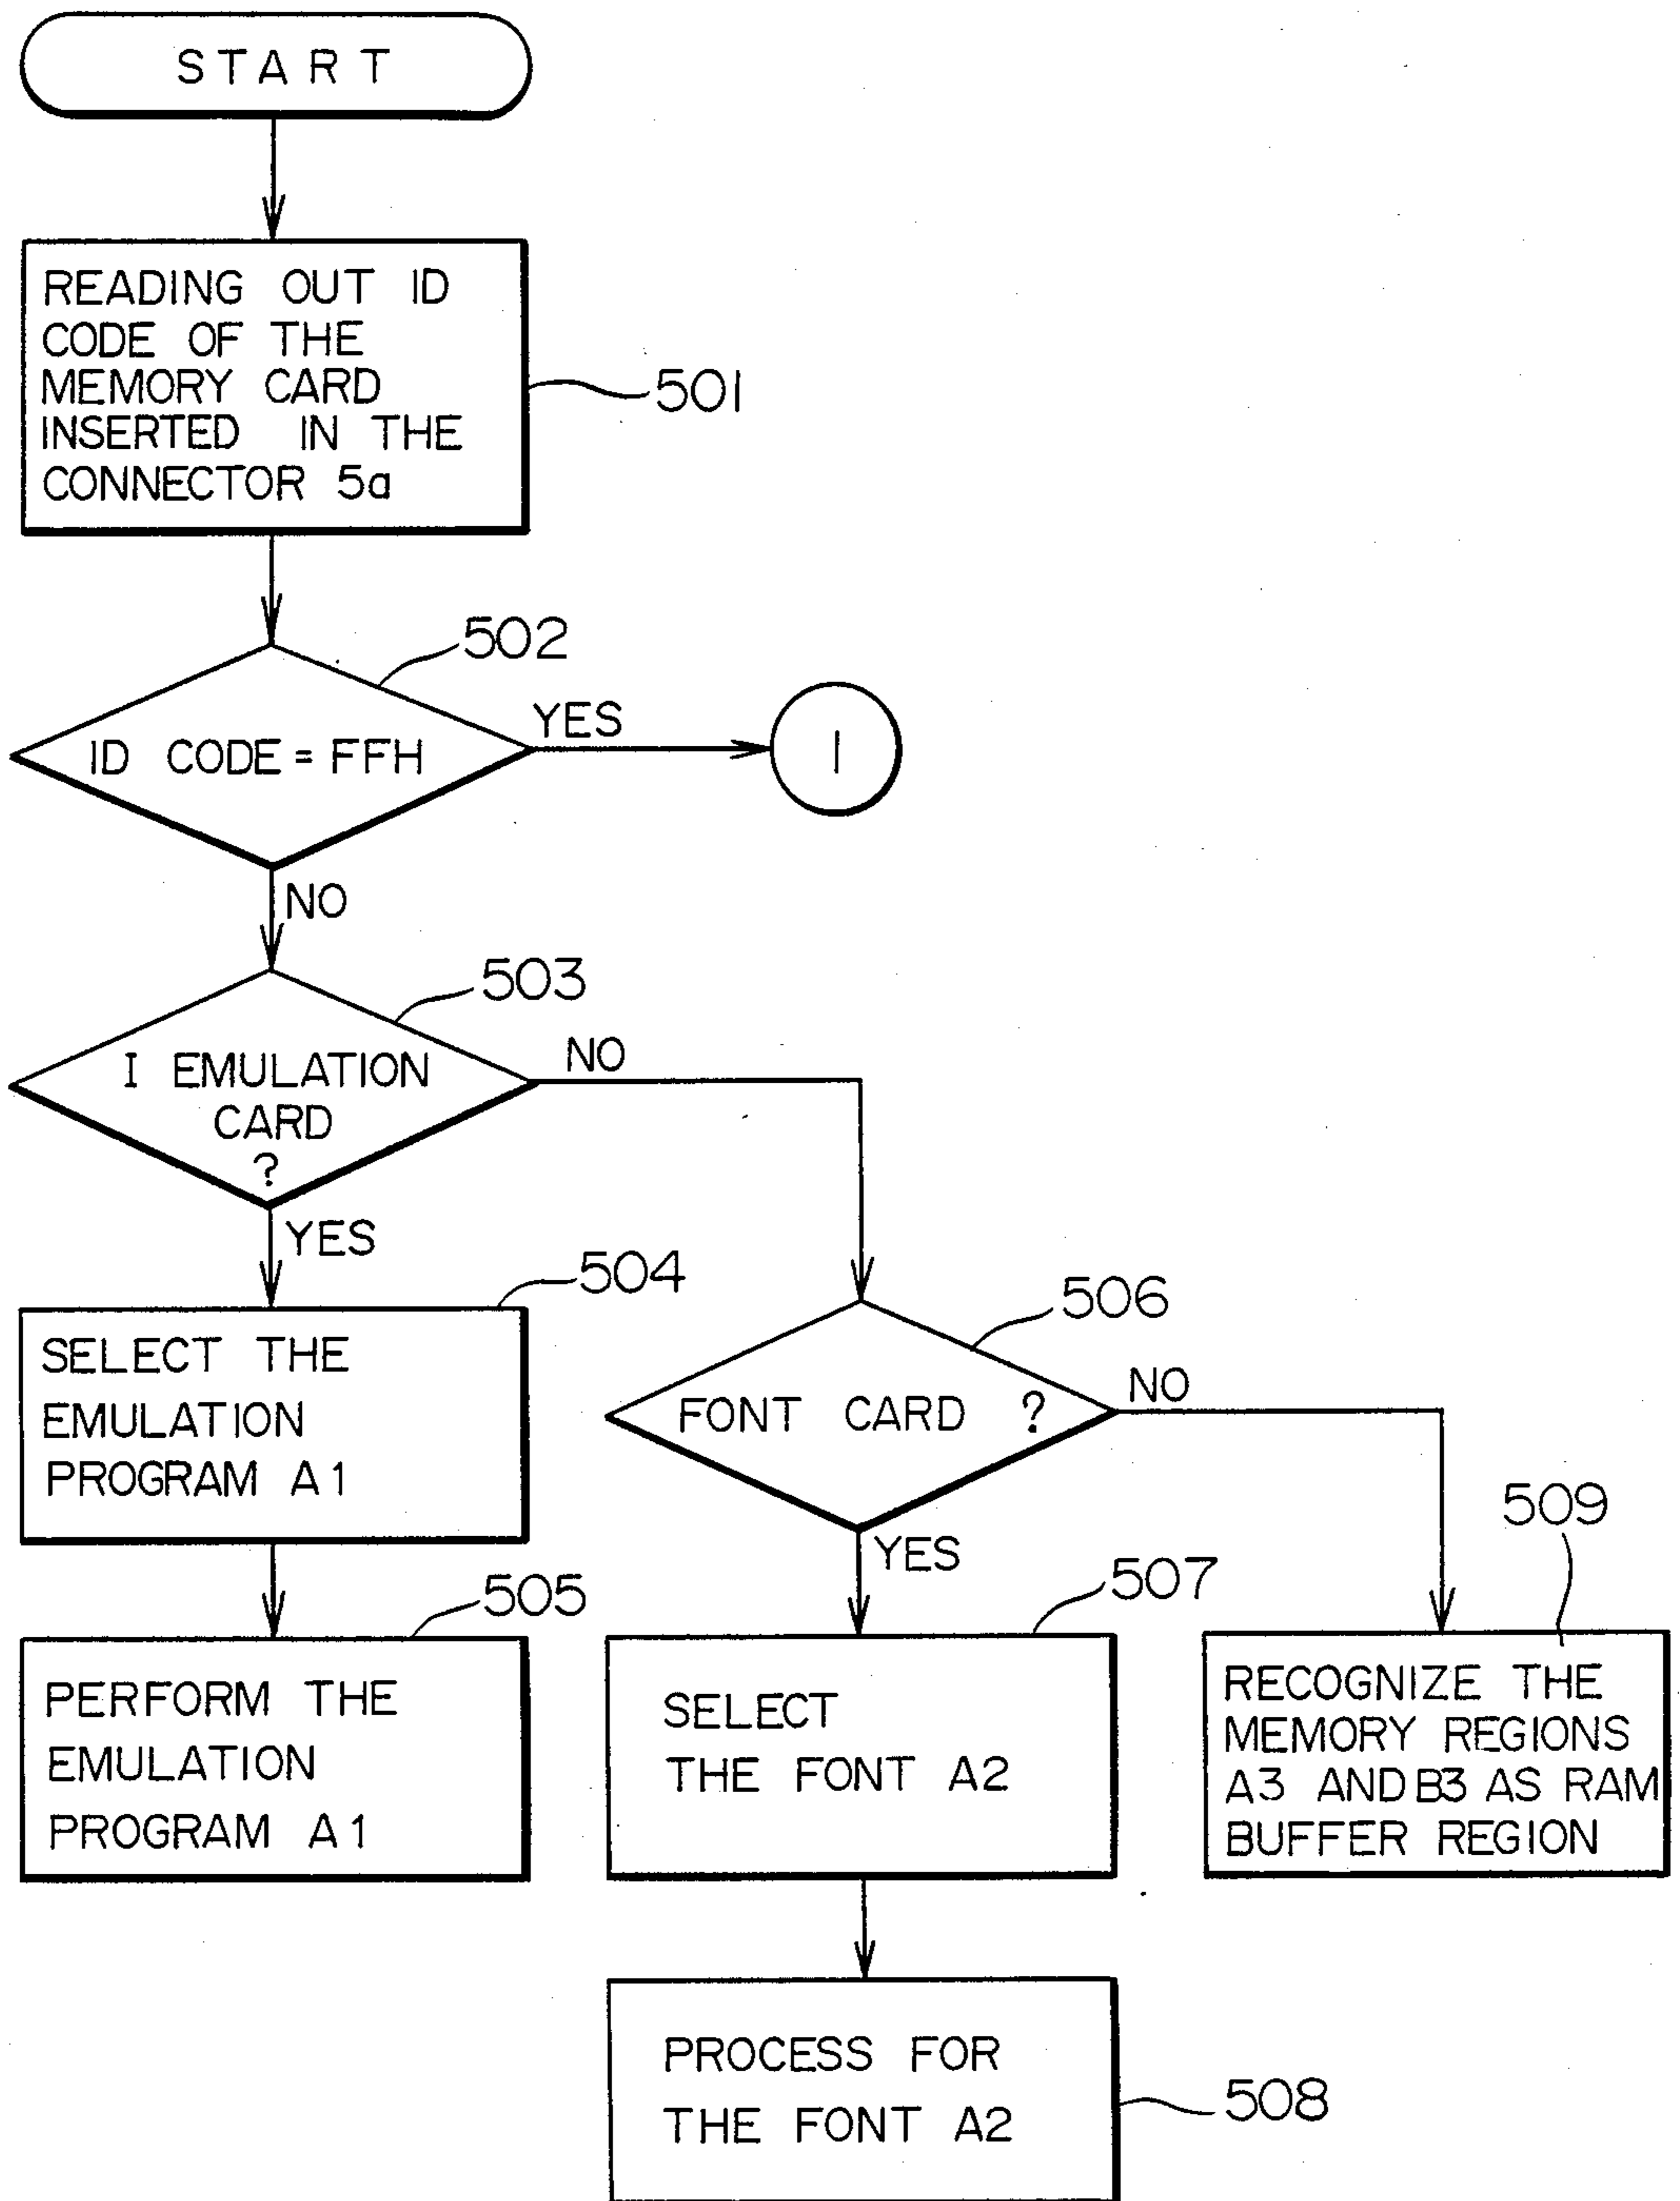 START
READING OUT ID
CODE OF THE
MEMORY CARD
INSERTED IN THE
CONNECTOR 5a
501
502
ID CODE = FFH
YES
1
NO
503
I EMULATION
CARD
?
NO
YES
504
SELECT THE
EMULATION
PROGRAM A1
505
PERFORM THE
EMULATION
PROGRAM A1
506
FONT CARD ?
NO
YES
507
SELECT
THE FONT A2
508
PROCESS FOR
THE FONT A2
509
RECOGNIZE THE
MEMORY REGIONS
A3 AND B3 AS RAM
BUFFER REGION